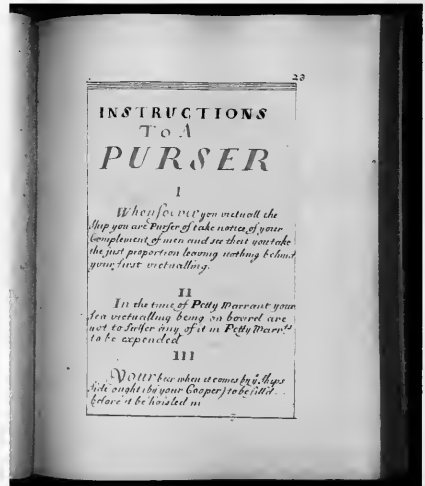 23
INSTRUCTIONS
To A
PURSER
I
Whensoever you victuall the
Ship you are Purser of take notice, of your
Complement of men and see that you take
the just proportion leaving nothing behind
your first victualling.
II
In the time of Petty Warrant your
Sea victualling being on board are
not to suffer any of it in Petty Warr.ts
to be expended
III
Your beer when it comes by ye Ships
side ought (by your Cooper) to be fill'd
before it be hoisted in